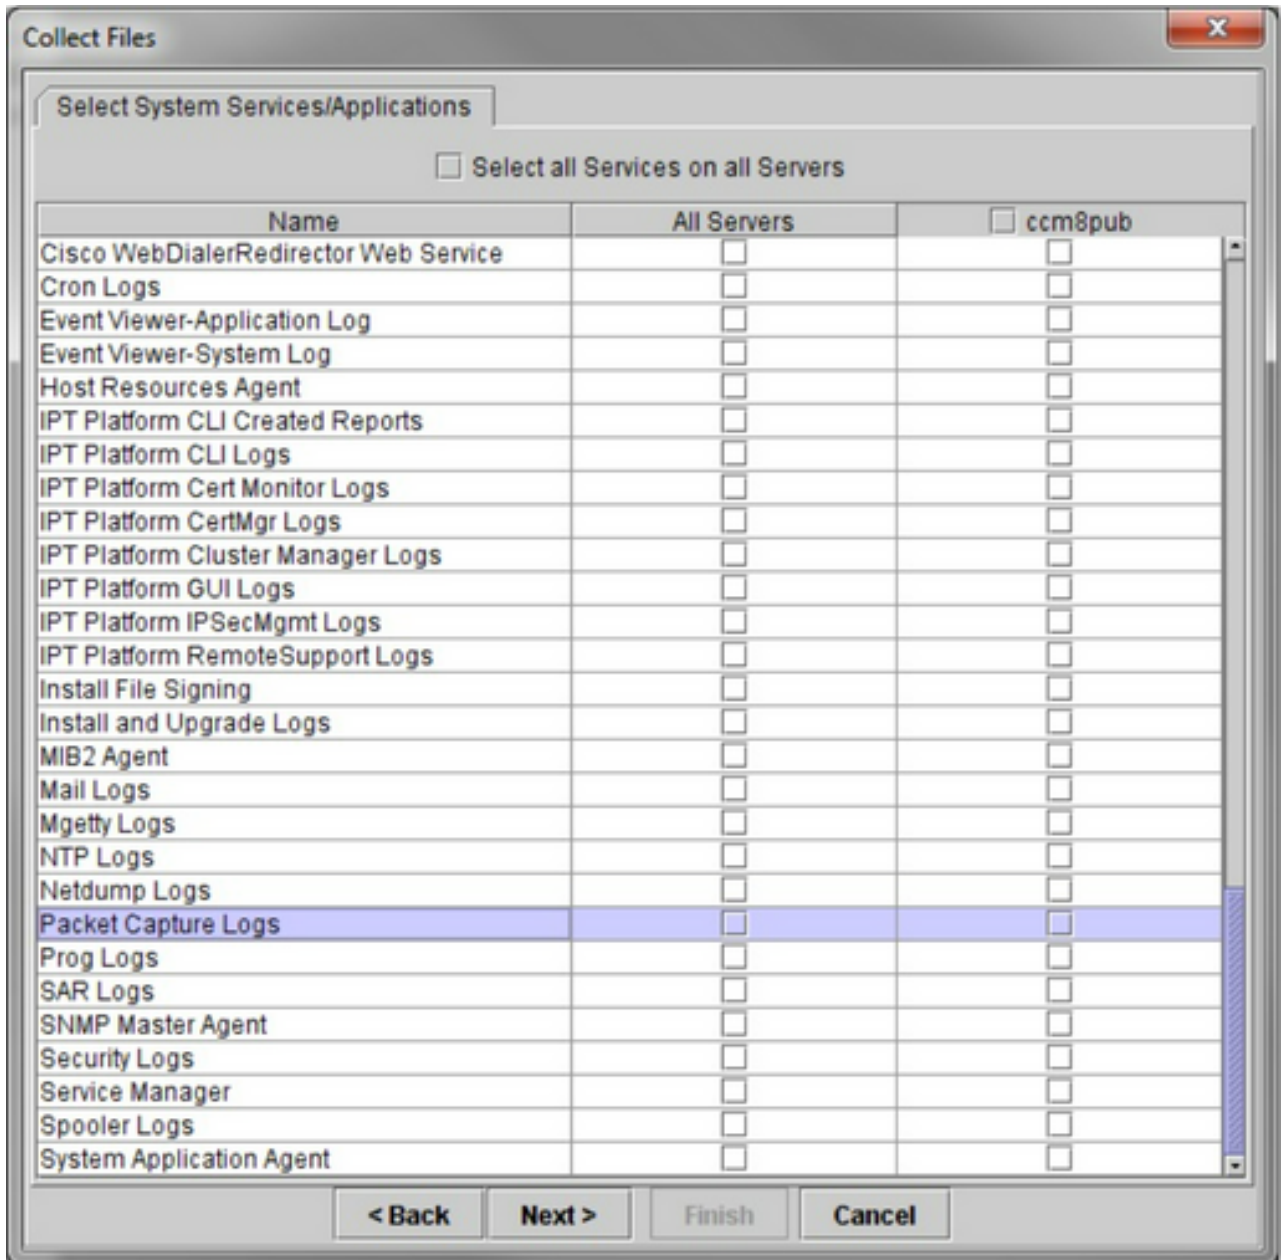 Collect Files
Select System Services/Applications
Select all Services on all Servers
Name All Servers ccm8pub
Cisco WebDialerRedirector Web Service
Cron Logs
Event Viewer-Application Log
Event Viewer-System Log
Host Resources Agent
IPT Platform CLI Created Reports
IPT Platform CLI Logs
IPT Platform Cert Monitor Logs
IPT Platform CertMgr Logs
IPT Platform Cluster Manager Logs
IPT Platform GUI Logs
IPT Platform IPSecMgmt Logs
IPT Platform RemoteSupport Logs
Install File Signing
Install and Upgrade Logs
MIB2 Agent
Mail Logs
Mgetty Logs
NTP Logs
Netdump Logs
Packet Capture Logs
Prog Logs
SAR Logs
SNMP Master Agent
Security Logs
Service Manager
Spooler Logs
System Application Agent
< Back Next > Finish Cancel